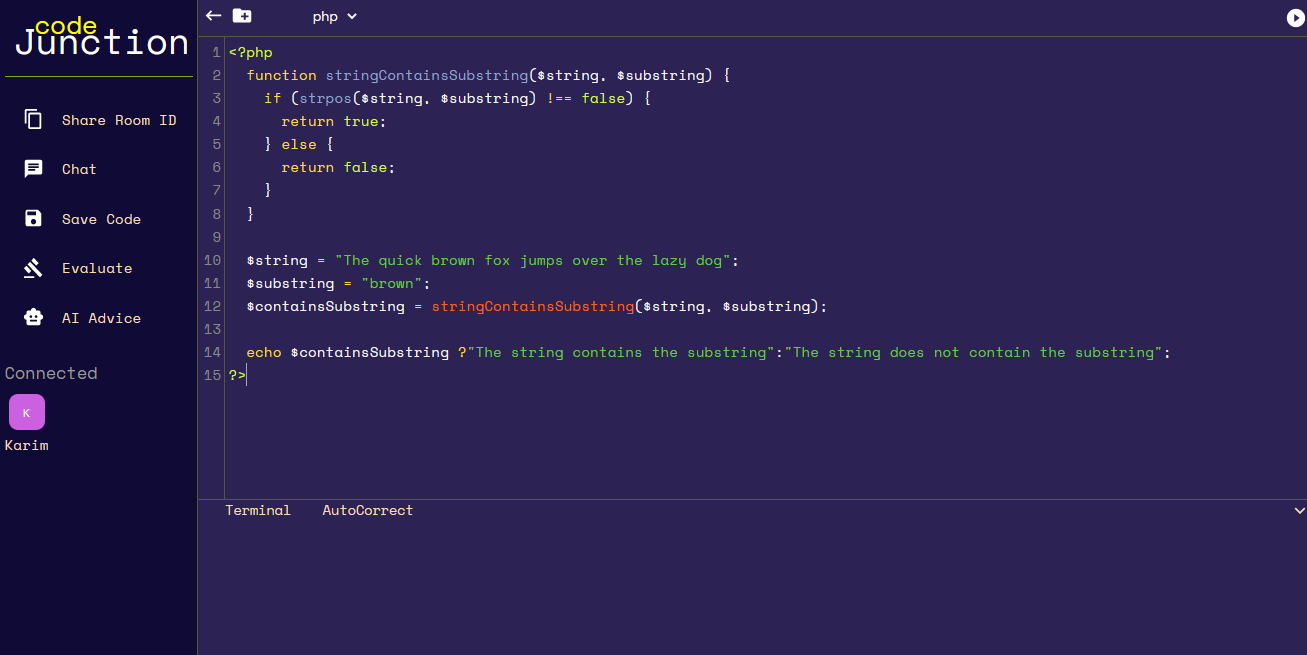 code
Junction
Share Room ID
Chat
Save Code
Evaluate
AI Advice
Connected
K
Karim
php
1 <?php
2 function stringContainsSubstring($string, $substring) {
3 if (strpos($string, $substring) !== false) {
4 return true;
5 } else {
6 return false;
7 }
8 }
9
10 $string = "The quick brown fox jumps over the lazy dog";
11 $substring = "brown";
12 $containsSubstring = stringContainsSubstring($string, $substring);
13
14 echo $containsSubstring ?"The string contains the substring":"The string does not contain the substring";
15 ?>
Terminal AutoCorrect